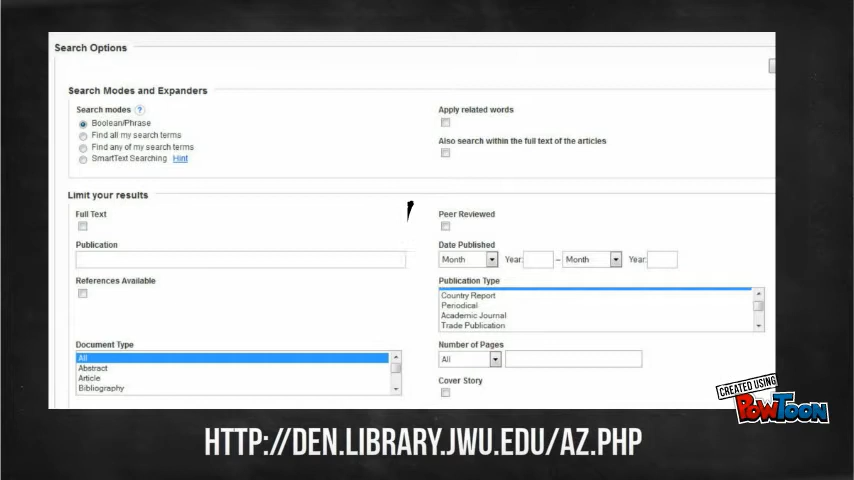 Search Options
Search Modes and Expanders
Search modes ?
Boolean/Phrase
Find all my search terms
Find any of my search terms
SmartText Searching Hint
Apply related words
Also search within the full text of the articles
Limit your results
Full Text
Publication
References Available
Document Type
All
Abstract
Article
Bibliography
Peer Reviewed
Date Published
Month Year: – Month Year:
Publication Type
Country Report
Periodical
Academic Journal
Trade Publication
Number of Pages
All
Cover Story
CREATED USING
POWTOON
HTTP://DEN.LIBRARY.JWU.EDU/AZ.PHP